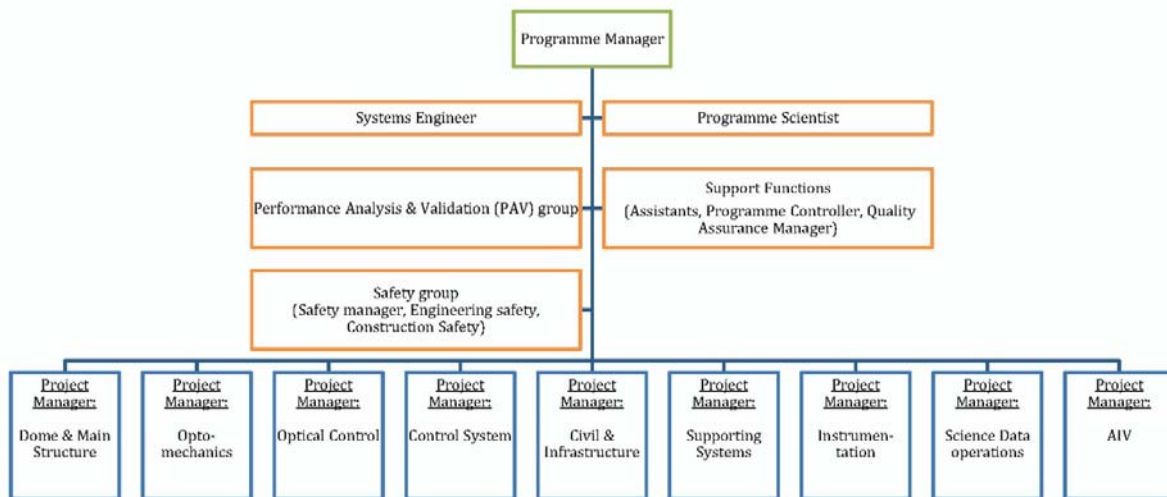 Programme Manager
Systems Engineer
Programme Scientist
Performance Analysis & Validation (PAV) group
Support Functions
(Assistants, Programme Controller, Quality
Assurance Manager)
Safety group
(Safety manager, Engineering safety,
Construction Safety)
Project
Manager:
Dome & Main
Structure
Project
Manager:
Opto-
mechanics
Project
Manager:
Optical Control
Project
Manager:
Control System
Project
Manager:
Civil &
Infrastructure
Project
Manager:
Supporting
Systems
Project
Manager:
Instrumen-
tation
Project
Manager:
Science Data
operations
Project
Manager:
AIV